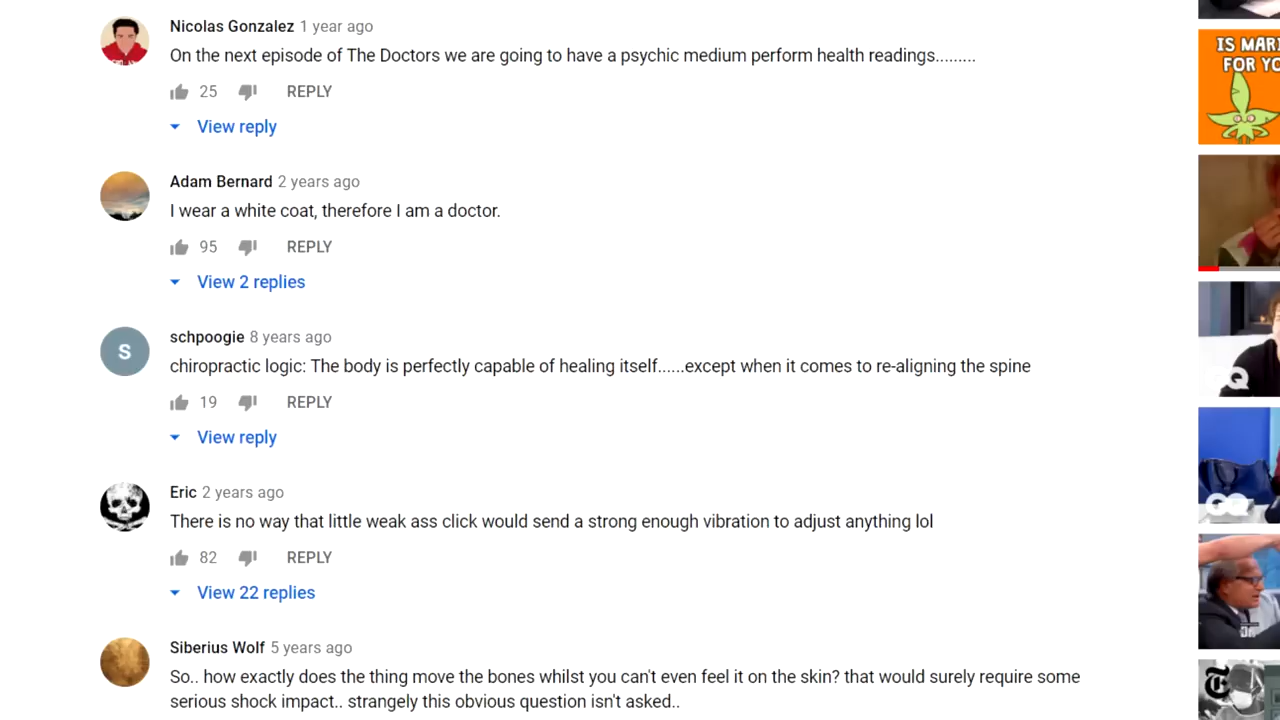 Nicolas Gonzalez 1 year ago
On the next episode of The Doctors we are going to have a psychic medium perform health readings.........
25 REPLY
View reply
Adam Bernard 2 years ago
I wear a white coat, therefore I am a doctor.
95 REPLY
View 2 replies
S
schpoogie 8 years ago
chiropractic logic: The body is perfectly capable of healing itself......except when it comes to re-aligning the spine
19 REPLY
View reply
Eric 2 years ago
There is no way that little weak ass click would send a strong enough vibration to adjust anything lol
82 REPLY
View 22 replies
Siberius Wolf 5 years ago
So.. how exactly does the thing move the bones whilst you can't even feel it on the skin? that would surely require some
serious shock impact.. strangely this obvious question isn't asked..
IS MARI
FOR YO
GQ
GQ
DR.
T